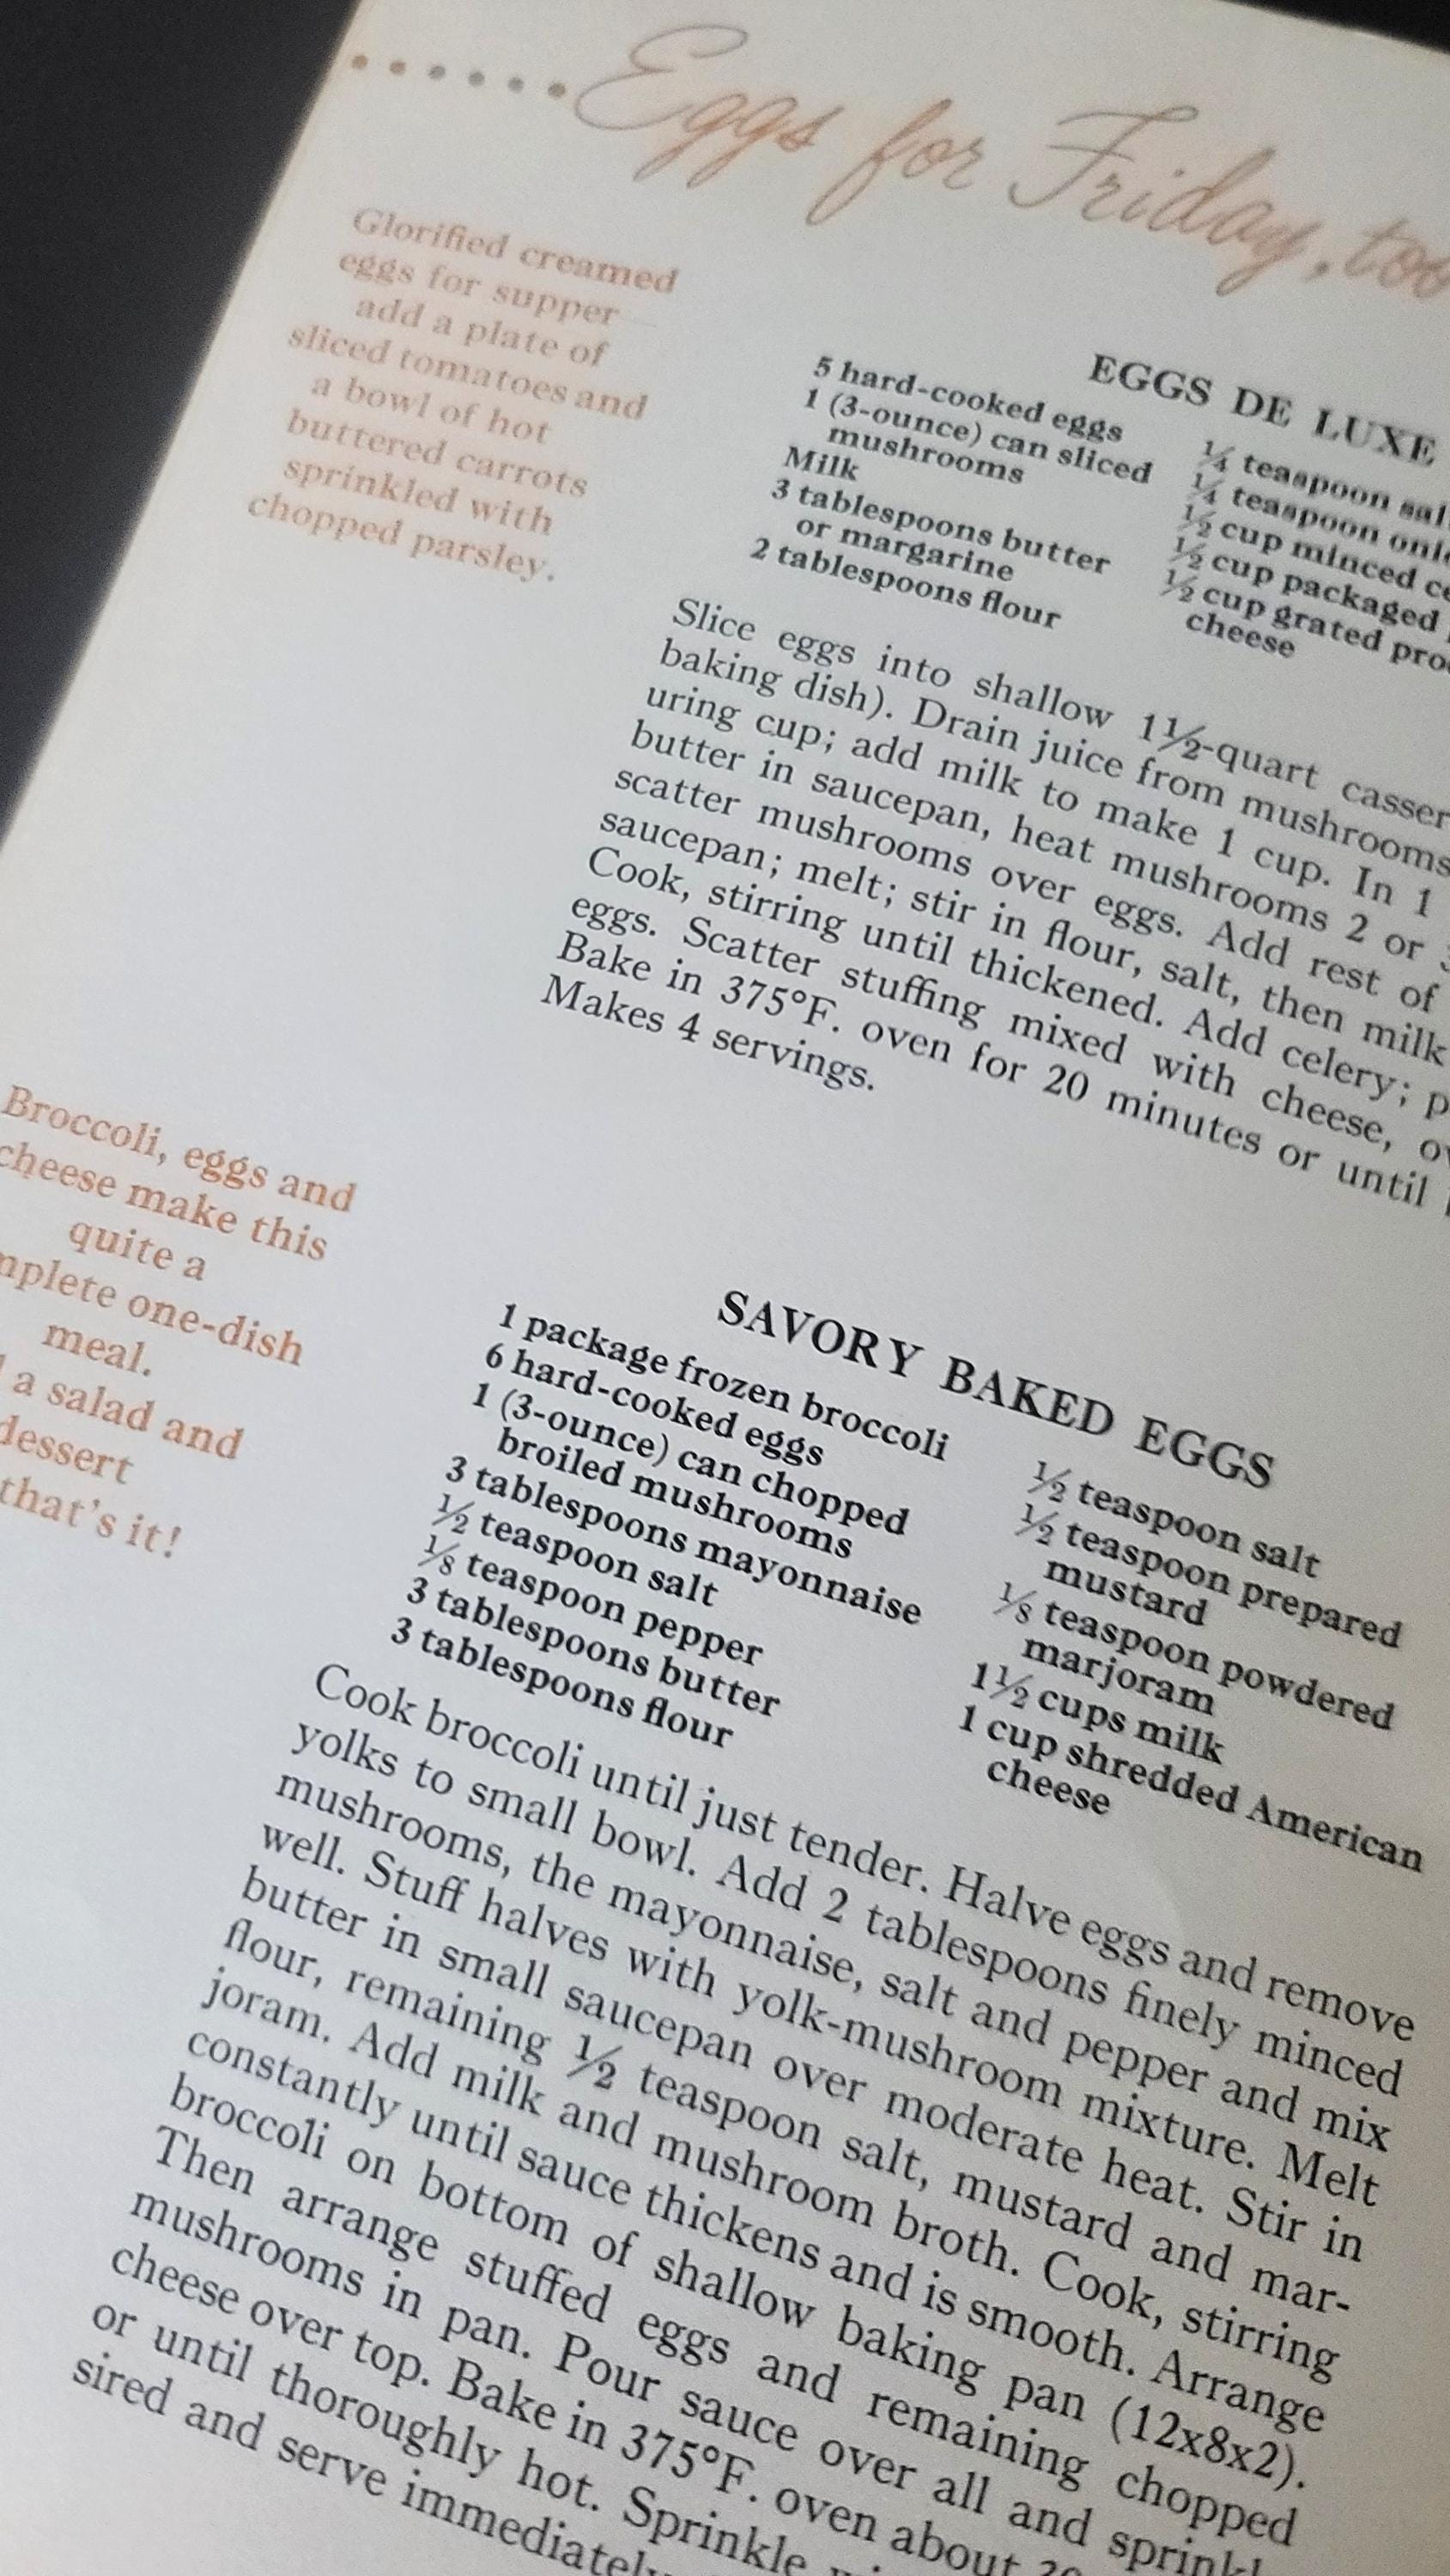 Eggs for Friday, too
Glorified creamed
eggs for supper
add a plate of
sliced tomatoes and
a bowl of hot
buttered carrots
sprinkled with
chopped parsley.
EGGS DE LUXE
5 hard-cooked eggs
1 (3-ounce) can sliced
mushrooms
Milk
3 tablespoons butter
or margarine
2 tablespoons flour
¼ teaspoon
¼ teaspoon
½ cup minced
½ cup packaged
½ cup grated
cheese
Slice eggs into shallow 1½-quart
baking dish). Drain juice from mushrooms
uring cup; add milk to make 1 cup. In 1
butter in saucepan, heat mushrooms 2 or
scatter mushrooms over eggs. Add rest of
saucepan; melt; stir in flour, salt, then milk
Cook, stirring until thickened. Add celery;
eggs. Scatter stuffing mixed with cheese,
Bake in 375°F. oven for 20 minutes or until
Makes 4 servings.
Broccoli, eggs and
cheese make this
quite a
one-dish
meal.
a salad and
dessert
that's it!
SAVORY BAKED EGGS
1 package frozen broccoli
6 hard-cooked eggs
1 (3-ounce) can chopped
broiled mushrooms
3 tablespoons mayonnaise
½ teaspoon salt
⅛ teaspoon pepper
3 tablespoons butter
3 tablespoons flour
½ teaspoon salt
½ teaspoon prepared
mustard
⅛ teaspoon powdered
marjoram
1½ cups milk
1 cup shredded American
cheese
Cook broccoli until just tender. Halve eggs and remove
yolks to small bowl. Add 2 tablespoons finely minced
mushrooms, the mayonnaise, salt and pepper and mix
well. Stuff halves with yolk-mushroom mixture. Melt
butter in small saucepan over moderate heat. Stir in
flour, remaining ½ teaspoon salt, mustard and mar-
joram. Add milk and mushroom broth. Cook, stirring
constantly until sauce thickens and is smooth. Arrange
broccoli on bottom of shallow baking pan (12x8x2).
Then arrange stuffed eggs and remaining chopped
mushrooms in pan. Pour sauce over all and
cheese over top. Bake in 375°F. oven about
or until thoroughly hot. Sprinkle
sired and serve immediately